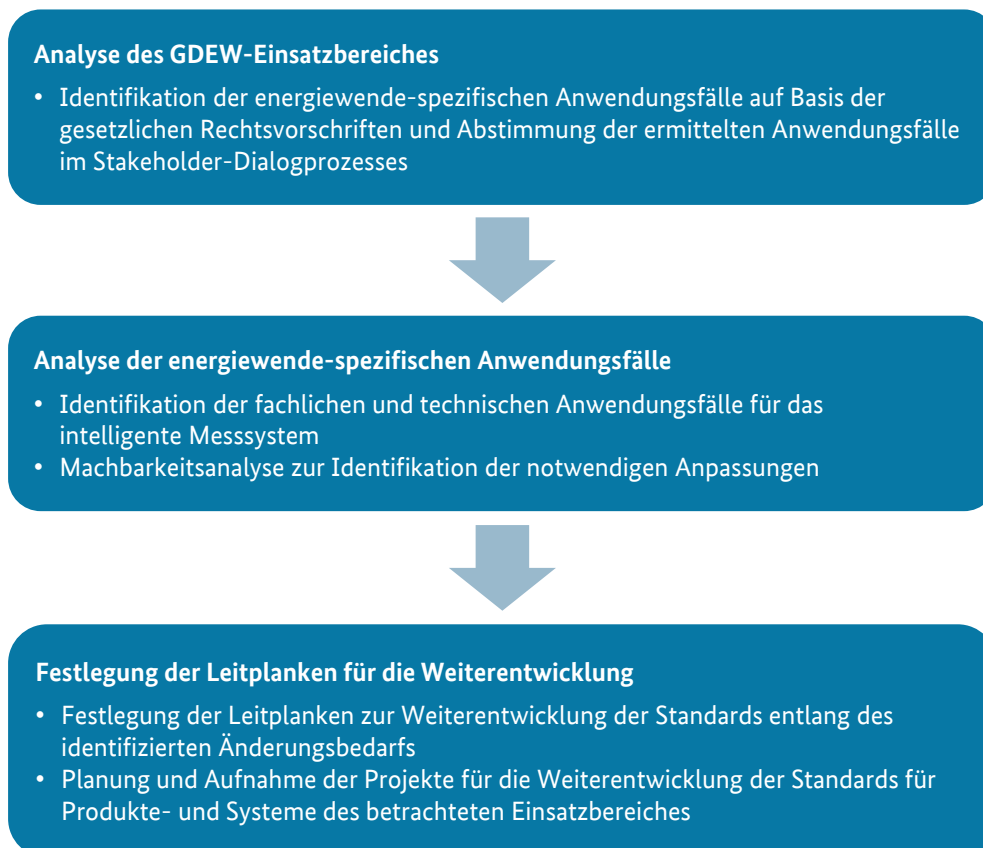 Analyse des GDEW-Einsatzbereiches
• Identifikation der energiewende-spezifischen Anwendungsfälle auf Basis der
gesetzlichen Rechtsvorschriften und Abstimmung der ermittelten Anwendungsfälle
im Stakeholder-Dialogprozesses
Analyse der energiewende-spezifischen Anwendungsfälle
• Identifikation der fachlichen und technischen Anwendungsfälle für das
intelligente Messsystem
• Machbarkeitsanalyse zur Identifikation der notwendigen Anpassungen
Festlegung der Leitplanken für die Weiterentwicklung
• Festlegung der Leitplanken zur Weiterentwicklung der Standards entlang des
identifizierten Änderungsbedarfs
• Planung und Aufnahme der Projekte für die Weiterentwicklung der Standards für
Produkte- und Systeme des betrachteten Einsatzbereiches